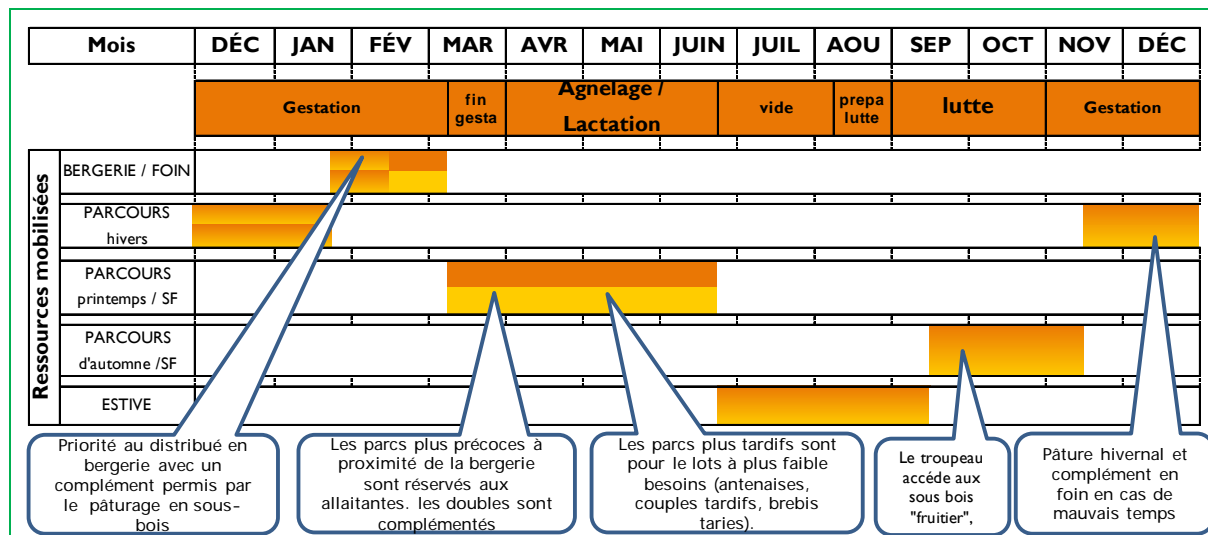 Mois DÉC JAN FÉV MAR AVR MAI JUIN JUIL AOU SEP OCT NOV DÉC
Gestation
fin
gesta
Agnelage /
Lactation
vide
prepa
lutte
lutte
Gestation
Ressources mobilisées
BERGERIE / FOIN
PARCOURS
hivers
PARCOURS
printemps / SF
PARCOURS
d'automne /SF
ESTIVE
Priorité au distribué en
bergerie avec un
complément permis par
le pâturage en sous-
bois
Les parcs plus précoces à
proximité de la bergerie
sont réservés aux
allaitantes. les doubles sont
complémentés
Les parcs plus tardifs sont
pour le lots à plus faible
besoins (antenaises,
couples tardifs, brebis
taries).
Le troupeau
accéde aux
sous bois
"fruitier",
Pâture hivernal et
complément en
foin en cas de
mauvais temps